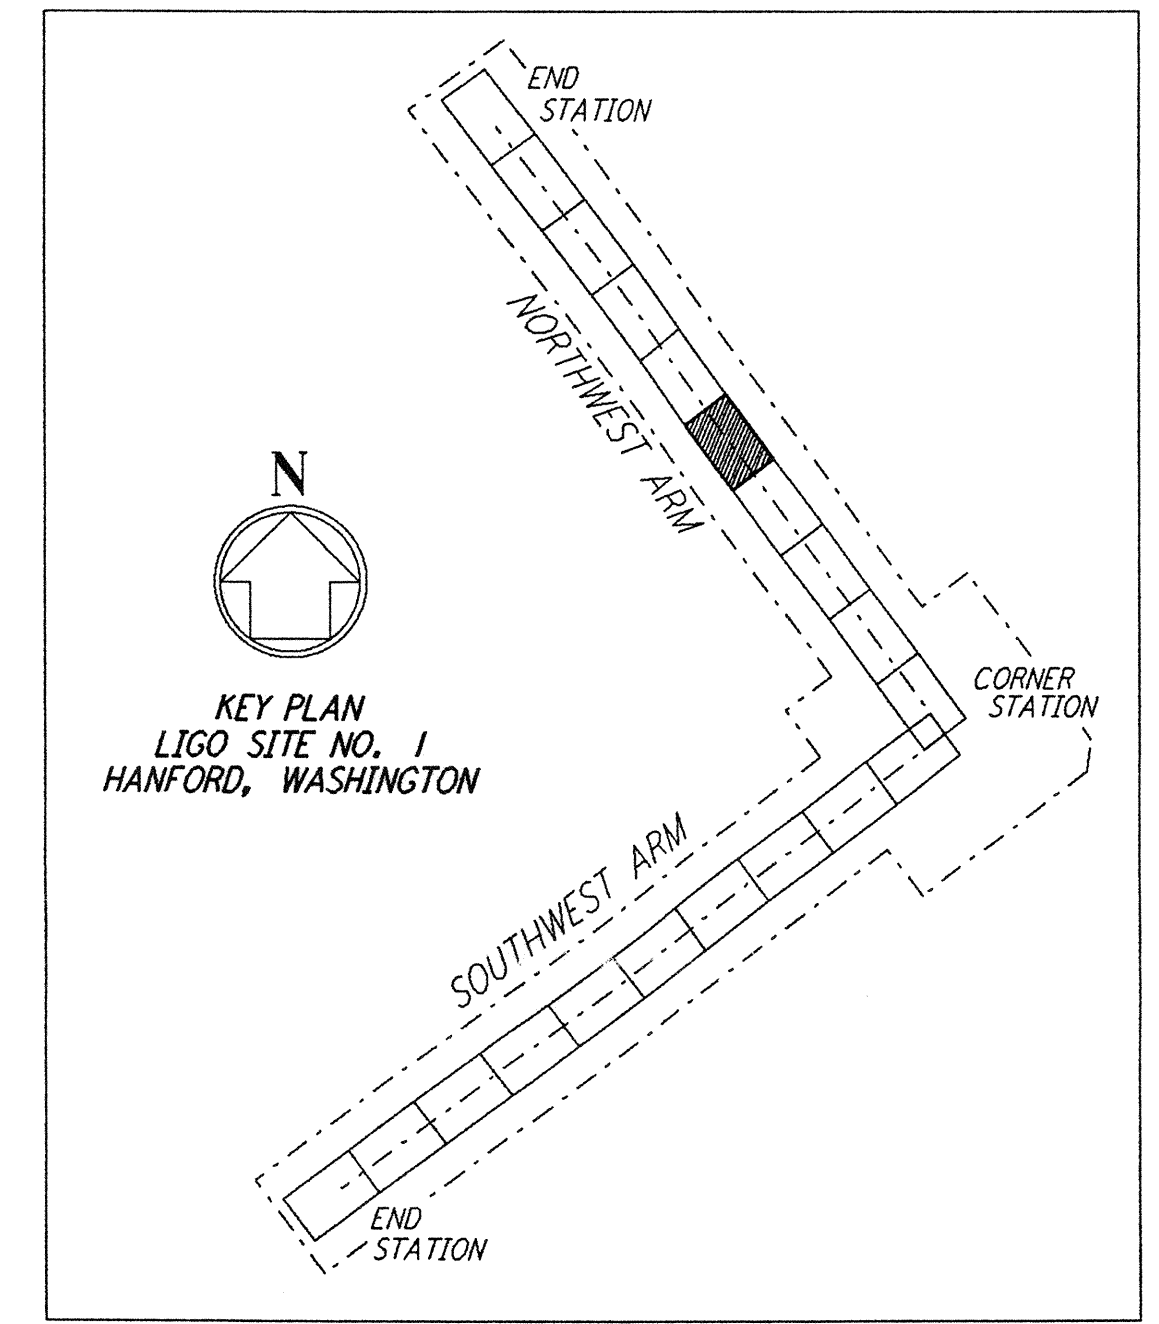 END
STATION
NORTHWEST ARM
N
KEY PLAN
LIGO SITE NO. 1
HANFORD, WASHINGTON
CORNER
STATION
SOUTHWEST ARM
END
STATION